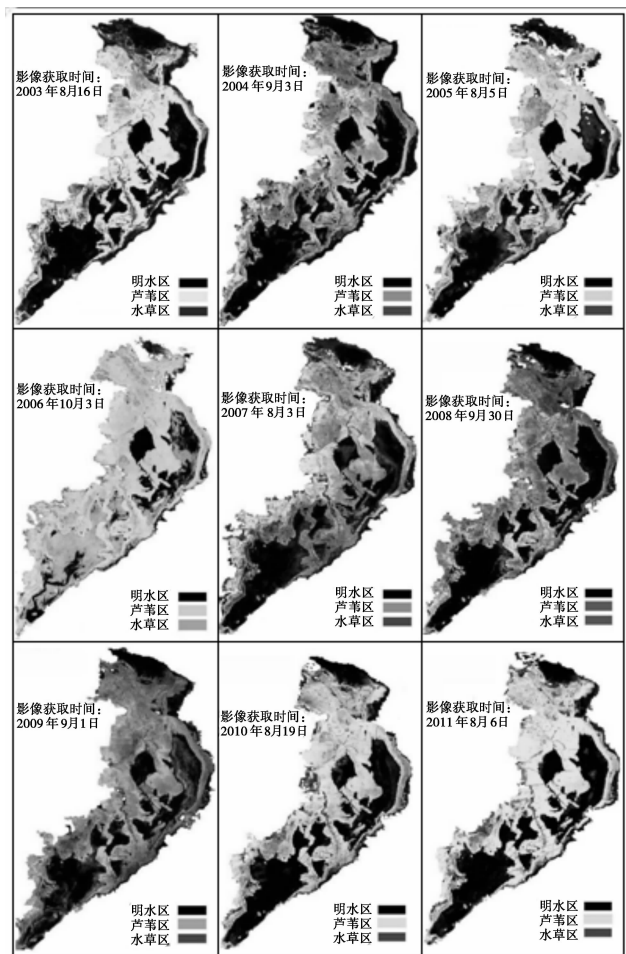 影像获取时间：
2003年8月16日
明水区
芦苇区
水草区
影像获取时间：
2004年9月3日
明水区
芦苇区
水草区
影像获取时间：
2005年8月5日
明水区
芦苇区
水草区
影像获取时间：
2006年10月3日
明水区
芦苇区
水草区
影像获取时间：
2007年8月3日
明水区
芦苇区
水草区
影像获取时间：
2008年9月30日
明水区
芦苇区
水草区
影像获取时间：
2009年9月1日
明水区
芦苇区
水草区
影像获取时间：
2010年8月19日
明水区
芦苇区
水草区
影像获取时间：
2011年8月6日
明水区
芦苇区
水草区